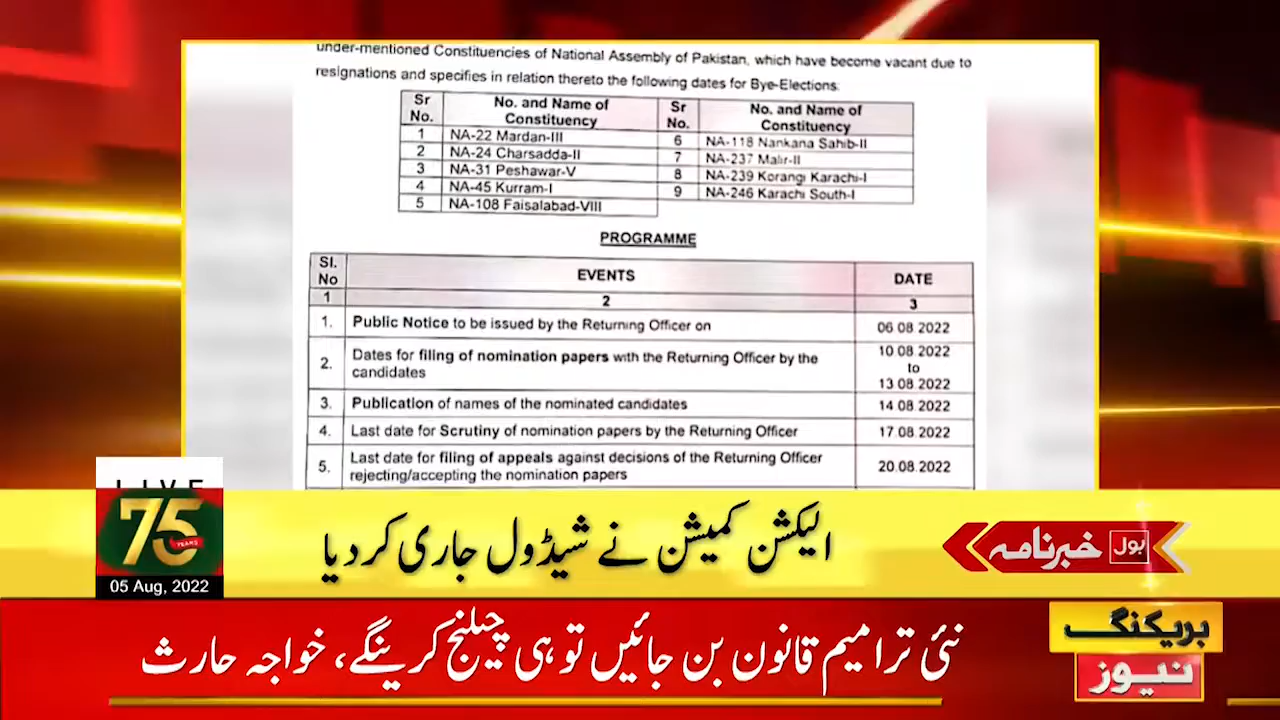 under-mentioned Constituencies of National Assembly of Pakistan, which have become vacant due to
resignations and specifies in relation thereto the following dates for Bye-Elections:
Sr No. No. and Name of Constituency Sr No. No. and Name of Constituency
1 NA-22 Mardan-III 6 NA-118 Nankana Sahib-II
2 NA-24 Charsadda-II 7 NA-237 Malir-II
3 NA-31 Peshawar-V 8 NA-239 Korangi Karachi-I
4 NA-45 Kurram-I 9 NA-246 Karachi South-I
5 NA-108 Faisalabad-VIII
PROGRAMME
Sl. No EVENTS DATE
1 2 3
1. Public Notice to be issued by the Returning Officer on 06 08 2022
2. Dates for filing of nomination papers with the Returning Officer by the candidates 10 08 2022 to 13 08 2022
3. Publication of names of the nominated candidates 14 08 2022
4. Last date for Scrutiny of nomination papers by the Returning Officer 17 08 2022
5. Last date for filing of appeals against decisions of the Returning Officer rejecting/accepting the nomination papers 20.08.2022
LIVE
75
YEARS
05 Aug, 2022
الیکشن کمیشن نے شیڈول جاری کر دیا
بول خبرنامہ
نئی ترامیم قانون بن جائیں تو ہی چیلنج کرینگے، خواجہ حارث
بریکنگ
نیوز